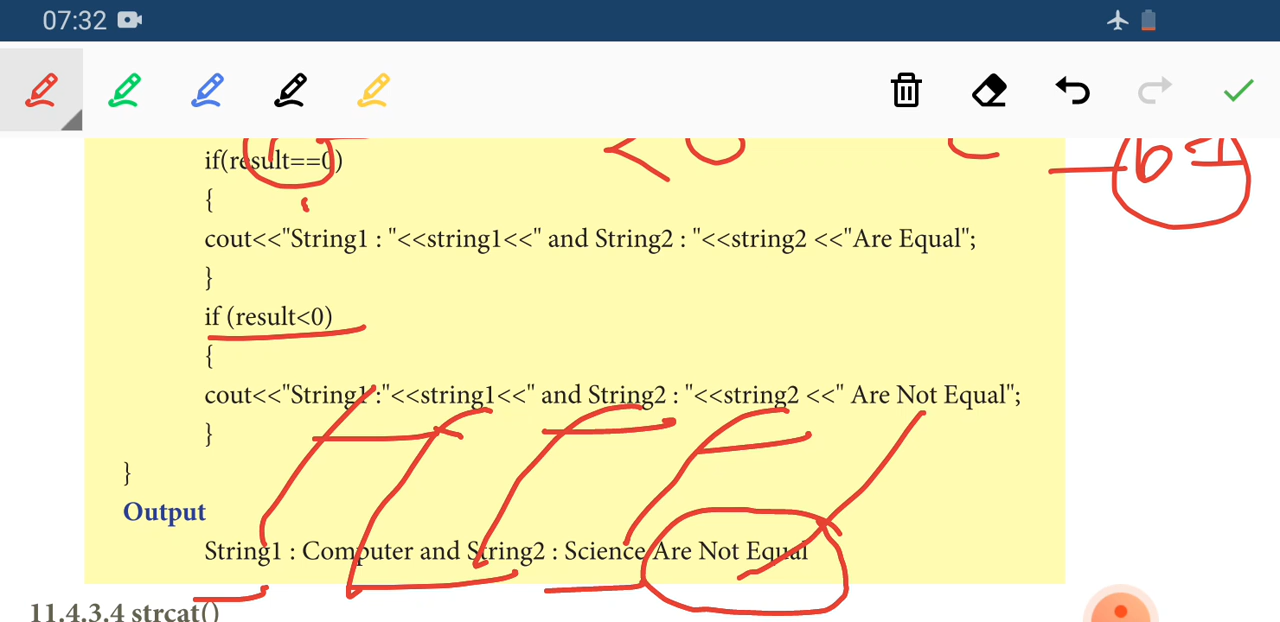 07:32
if(result==0)
{
cout<<"String1 : "<<string1<<" and String2 : "<<string2 <<"Are Equal";
}
if (result<0)
{
cout<<"String1 :"<<string1<<" and String2 : "<<string2 <<" Are Not Equal";
}
}
Output
String1 : Computer and String2 : Science Are Not Equal
11.4.3.4 strcat()